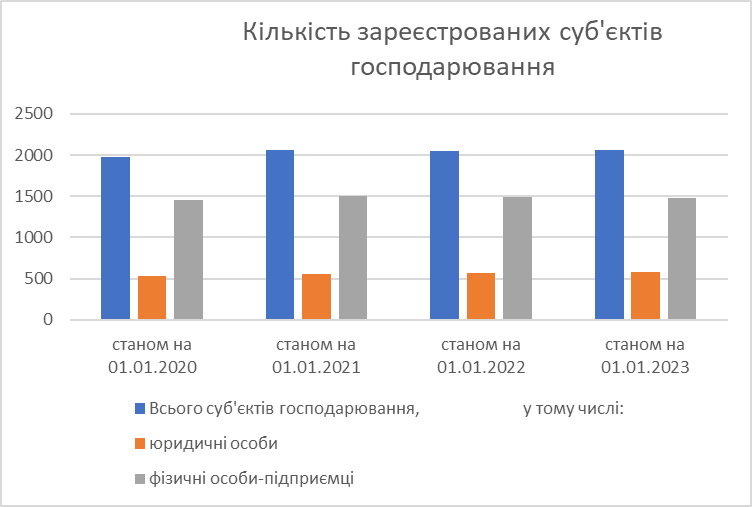 Кількість зареєстрованих суб'єктів
господарювання
2500
2000
1500
1000
500
0
станом на
01.01.2020
станом на
01.01.2021
станом на
01.01.2022
станом на
01.01.2023
Всього суб'єктів господарювання, у тому числі:
юридичні особи
фізичні особи-підприємці